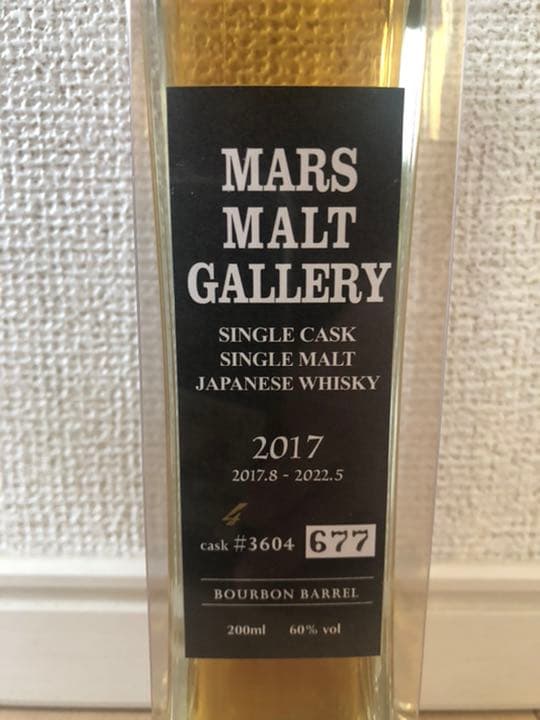 MARS
MALT
GALLERY
SINGLE CASK
SINGLE MALT
JAPANESE WHISKY
2017
2017.8 - 2022.5
4
cask #3604 677
BOURBON BARREL
200ml 60% vol